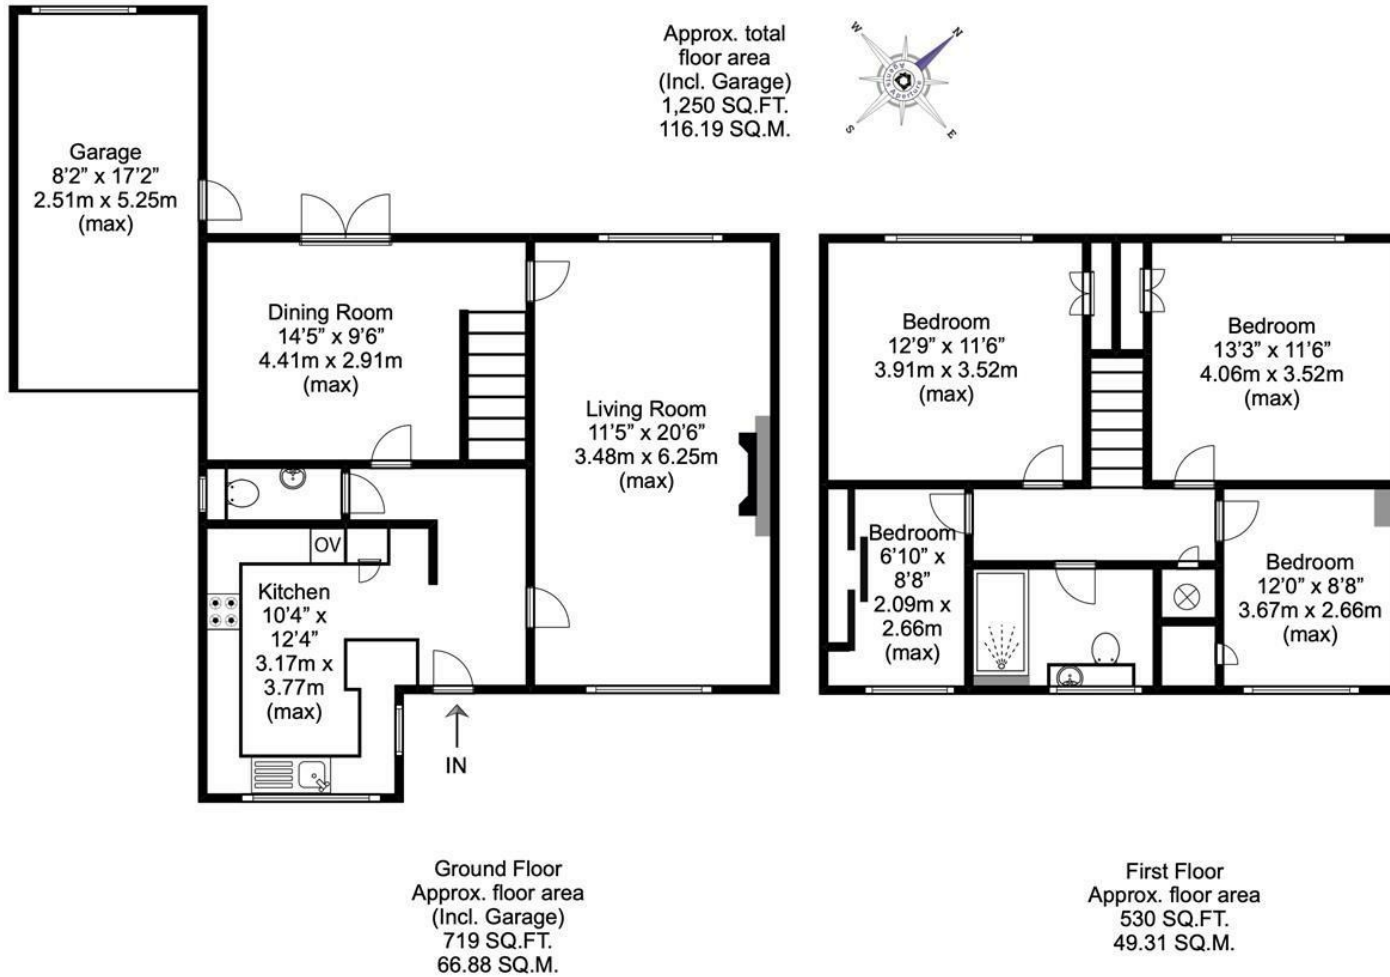 Approx. total
floor area
(Incl. Garage)
1,250 SQ.FT.
116.19 SQ.M.
W
N
S
E
Aperture
Agents
Garage
8’2” x 17’2”
2.51m x 5.25m
(max)
Dining Room
14’5” x 9’6”
4.41m x 2.91m
(max)
Living Room
11’5” x 20’6”
3.48m x 6.25m
(max)
OV
Kitchen
10’4” x
12’4”
3.17m x
3.77m
(max)
IN
Bedroom
12’9” x 11’6”
3.91m x 3.52m
(max)
Bedroom
13’3” x 11’6”
4.06m x 3.52m
(max)
Bedroom
6’10” x
8’8”
2.09m x
2.66m
(max)
Bedroom
12’0” x 8’8”
3.67m x 2.66m
(max)
Ground Floor
Approx. floor area
(Incl. Garage)
719 SQ.FT.
66.88 SQ.M.
First Floor
Approx. floor area
530 SQ.FT.
49.31 SQ.M.